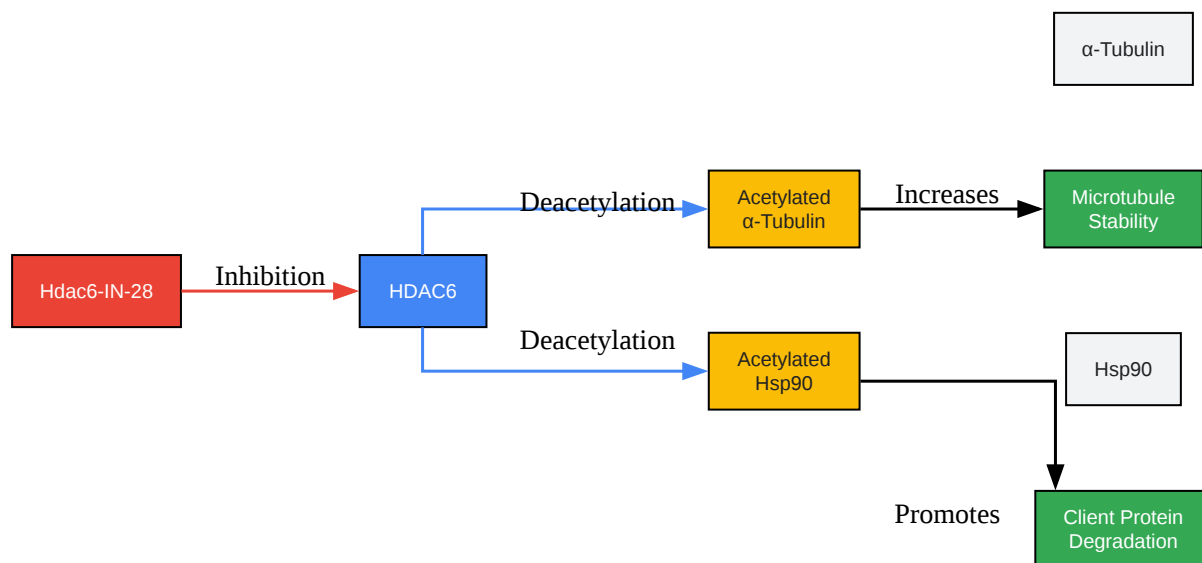 α-Tubulin
Deacetylation
Acetylated
α-Tubulin
Increases
Microtubule
Stability
Hdac6-IN-28
Inhibition
HDAC6
Deacetylation
Acetylated
Hsp90
Hsp90
Promotes
Client Protein
Degradation